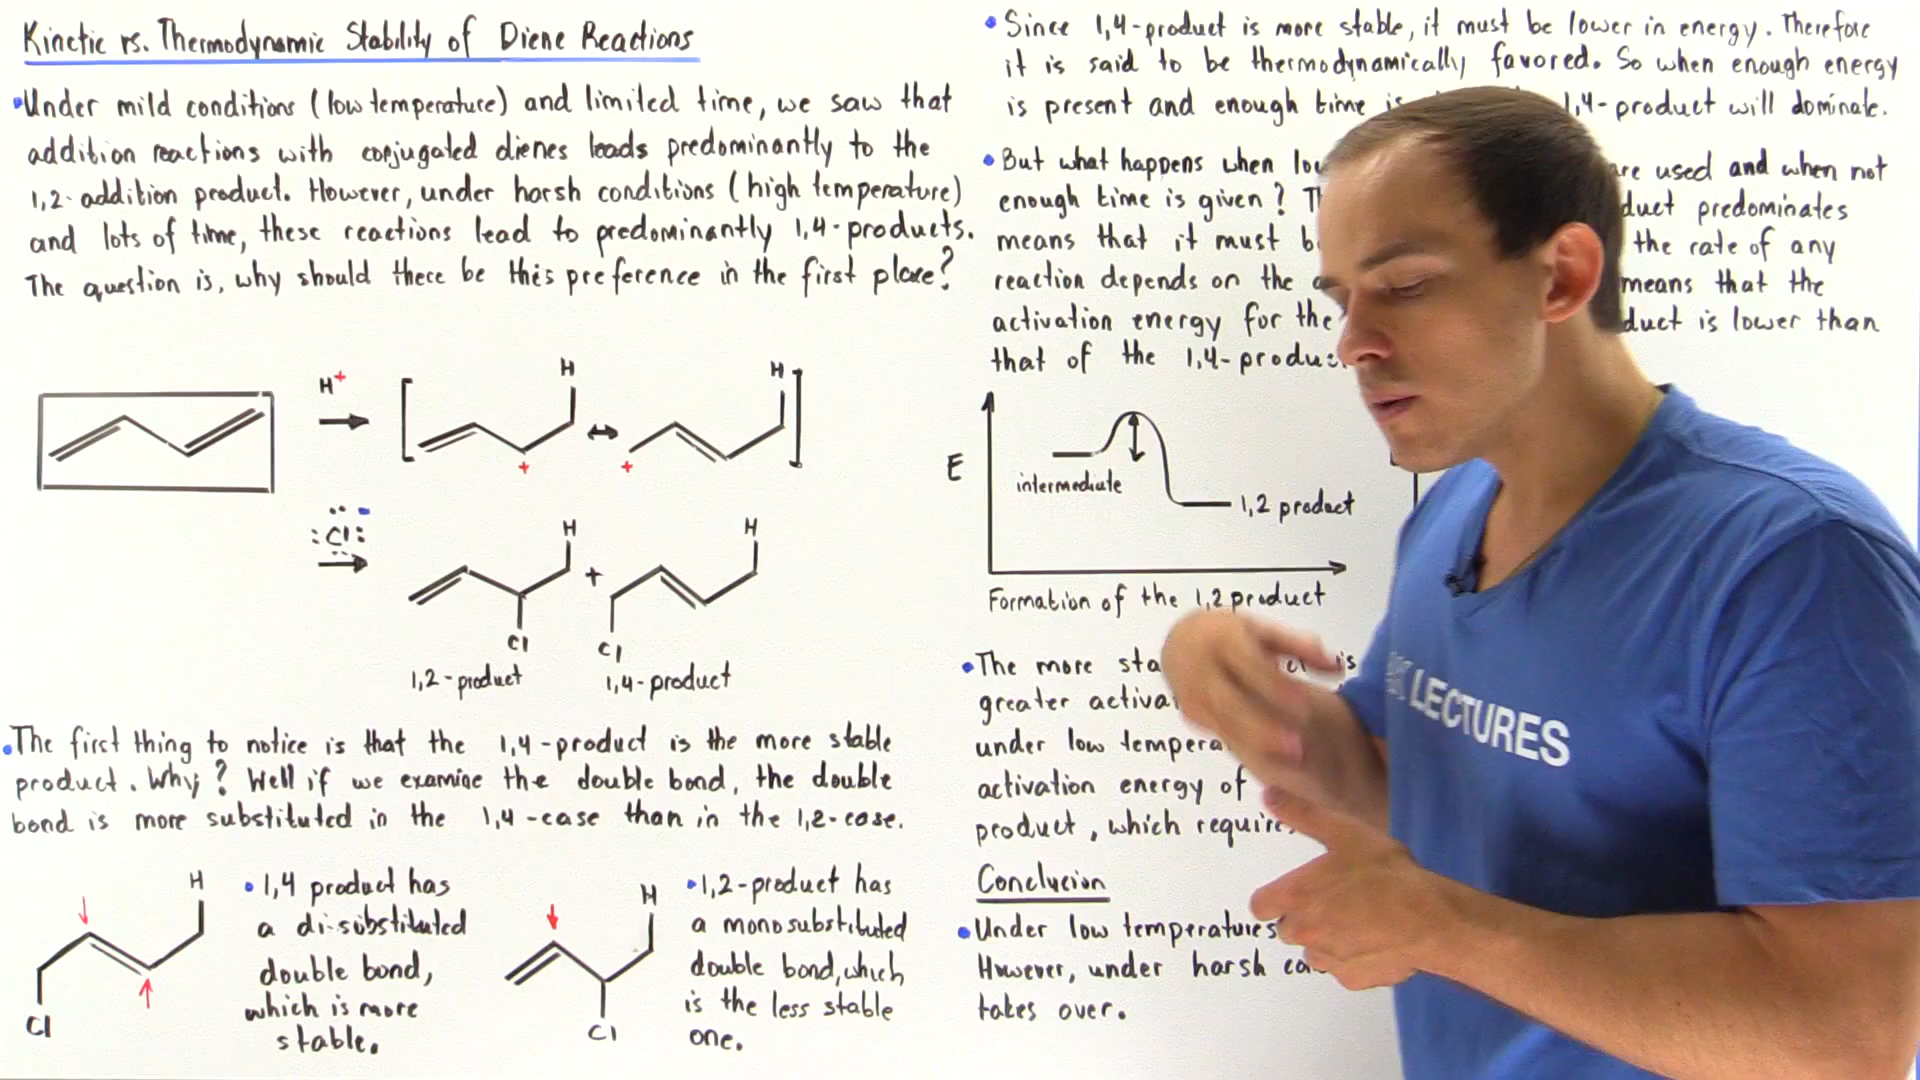 Kinetic vs. Thermodynamic Stability of Diene Reactions
•Under mild conditions (low temperature) and limited time, we saw that
addition reactions with conjugated dienes leads predominantly to the
1,2-addition product. However, under harsh conditions (high temperature)
and lots of time, these reactions lead to predominantly 1,4-products.
The question is, why should there be this preference in the first place?
H+
H
H
+
+
:Cl:
H
H
+
Cl
Cl
1,2-product
1,4-product
•The first thing to notice is that the 1,4-product is the more stable
product. Why? Well if we examine the double bond, the double
bond is more substituted in the 1,4-case than in the 1,2-case.
H
Cl
•1,4 product has
a di-substituted
double bond,
which is more
stable.
H
Cl
•1,2-product has
a monosubstituted
double bond, which
is the less stable
one.
•Since 1,4-product is more stable, it must be lower in energy. Therefore
it is said to be thermodynamically favored. So when enough energy
is present and enough time is 1,4-product will dominate.
•But what happens when are used and when not
enough time is given? predominates
means that it must the rate of any
reaction depends on the means that the
activation energy for the is lower than
that of the 1,4-
E
intermediate
1,2 product
Formation of the 1,2 product
•The more is
greater
under low
activation energy of
product, which
Conclusion
•Under low temperatures
However, under harsh
takes over.
LECTURES